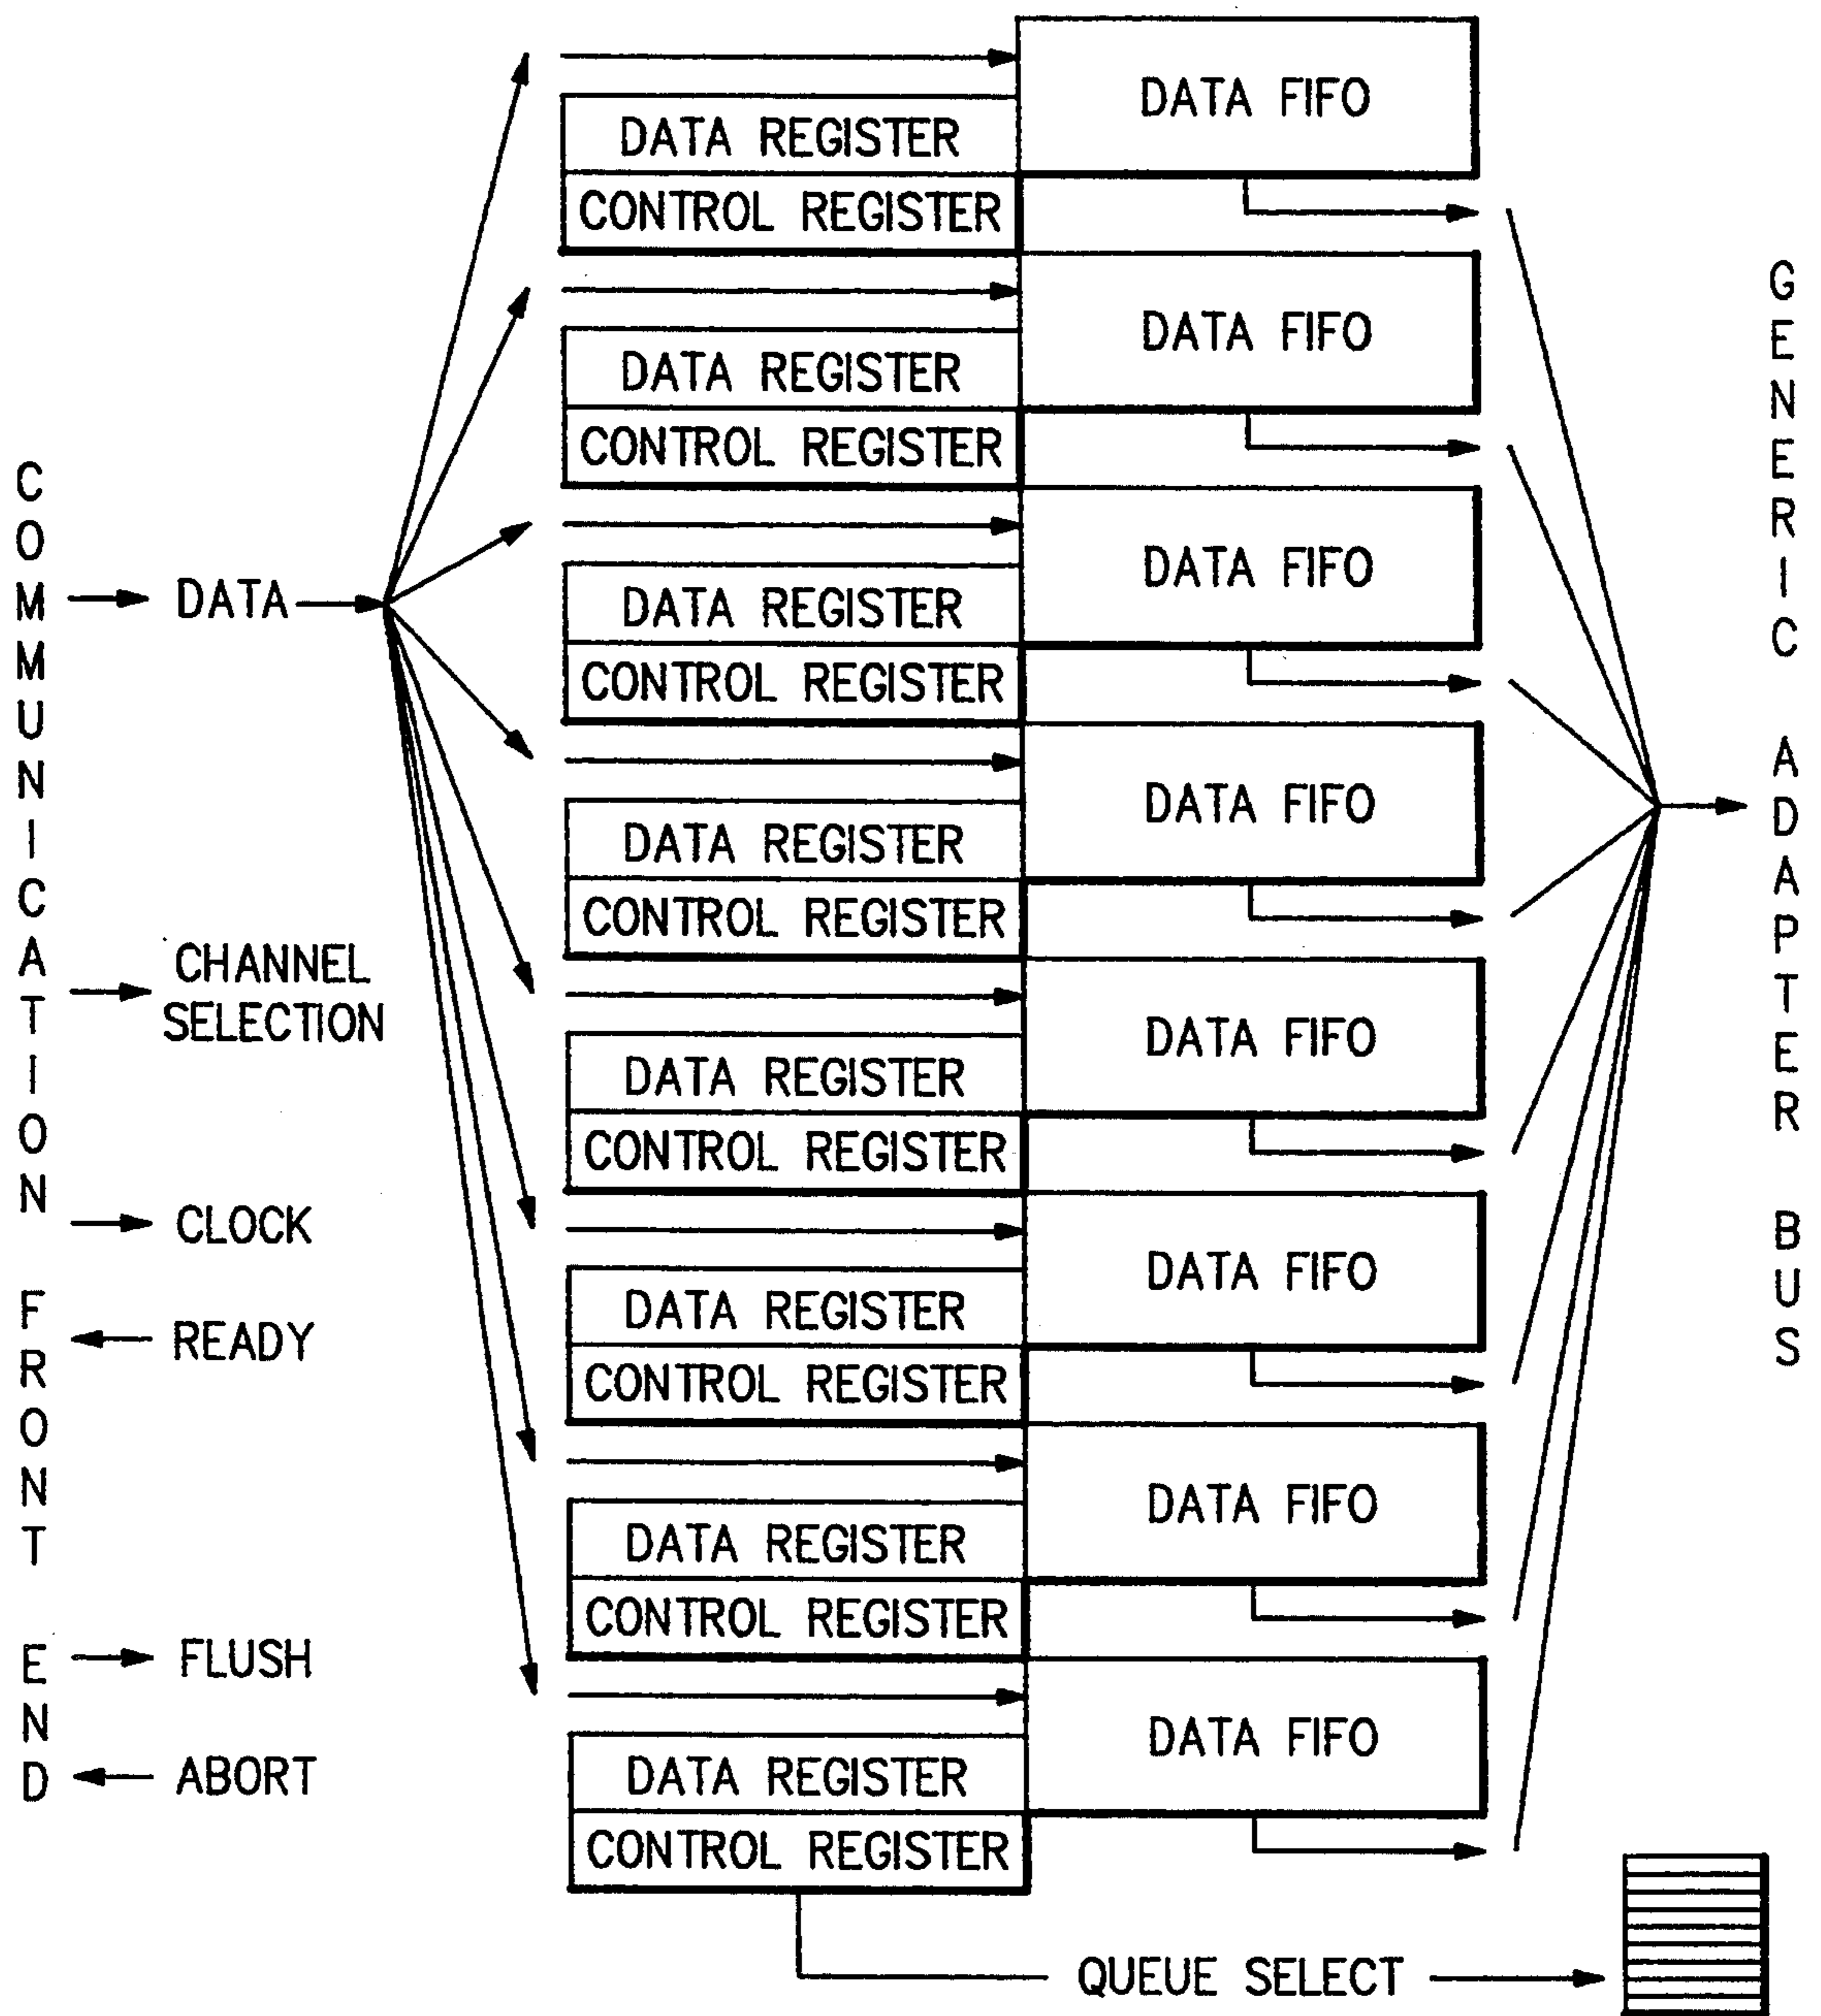 COMMUNICATION FRONT END
DATA
CHANNEL
SELECTION
CLOCK
READY
FLUSH
ABORT
DATA FIFO
DATA REGISTER
CONTROL REGISTER
DATA FIFO
DATA REGISTER
CONTROL REGISTER
DATA FIFO
DATA REGISTER
CONTROL REGISTER
DATA FIFO
DATA REGISTER
CONTROL REGISTER
DATA FIFO
DATA REGISTER
CONTROL REGISTER
DATA FIFO
DATA REGISTER
CONTROL REGISTER
DATA FIFO
DATA REGISTER
CONTROL REGISTER
DATA FIFO
DATA REGISTER
CONTROL REGISTER
QUEUE SELECT
GENERIC ADAPTER BUS